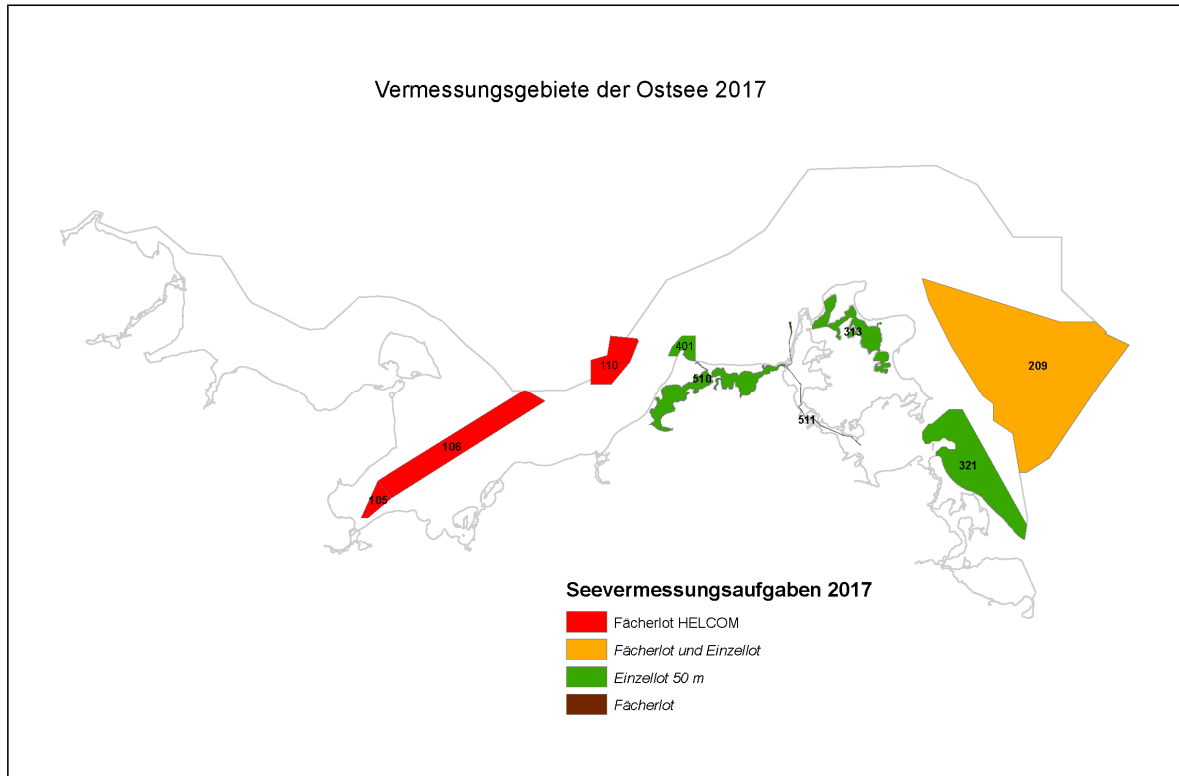 Vermessungsgebiete der Ostsee 2017
110
401
510
313
209
511
106
321
105
Seevermessungsaufgaben 2017
Fächerlot HELCOM
Fächerlot und Einzellot
Einzellot 50 m
Fächerlot